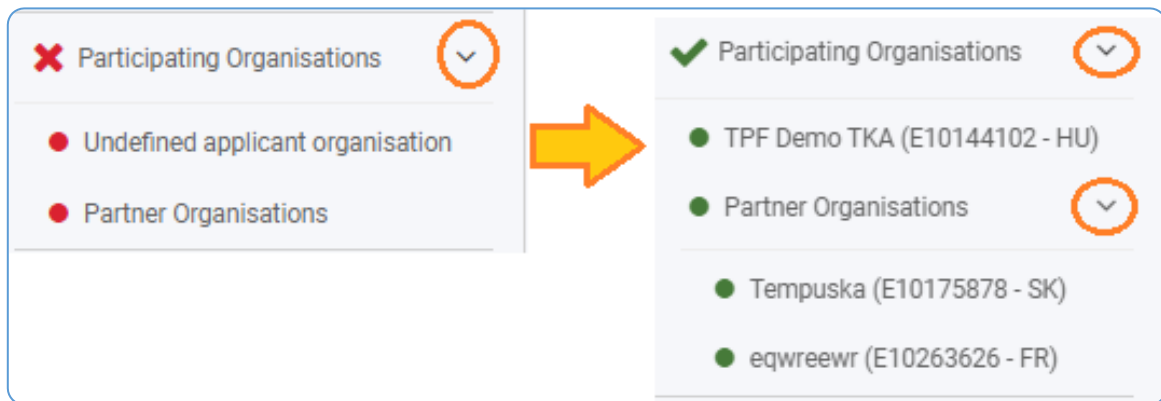 Participating Organisations
Undefined applicant organisation
Partner Organisations
Participating Organisations
TPF Demo TKA (E10144102 - HU)
Partner Organisations
Tempuska (E10175878 - SK)
eqwreewr (E10263626 - FR)